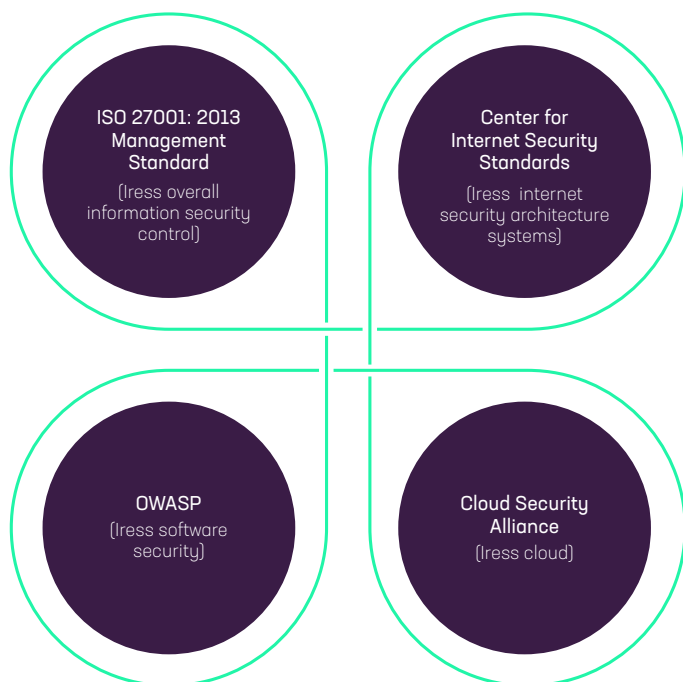 ISO 27001: 2013
Management
Standard
(Iress overall
information security
control)
Center for
Internet Security
Standards
(Iress internet
security architecture
systems)
OWASP
(Iress software
security)
Cloud Security
Alliance
(Iress cloud)